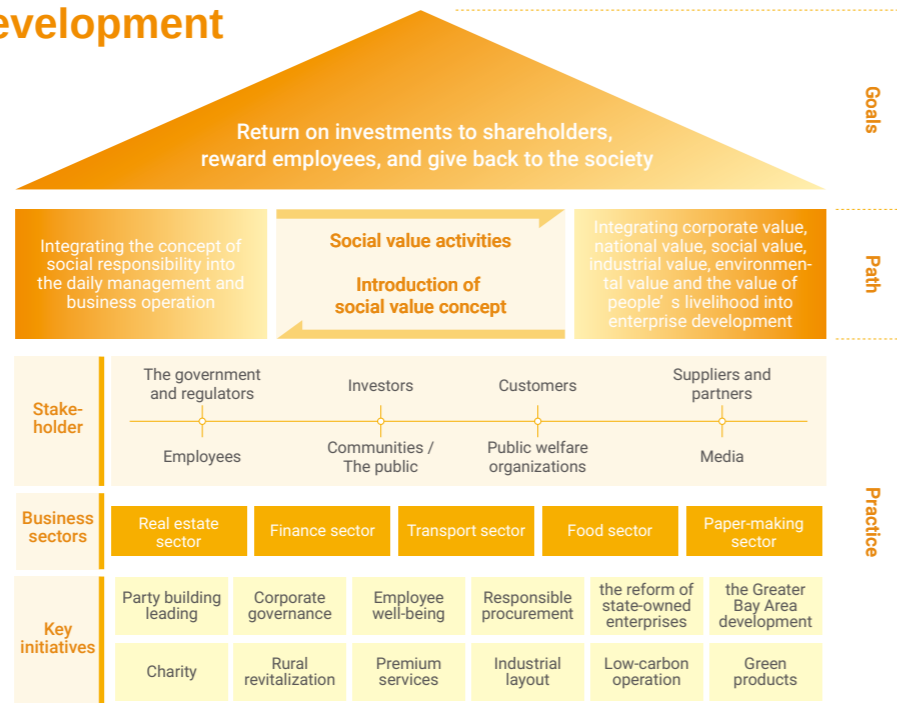 evelopment
Goals
Return on investments to shareholders,
reward employees, and give back to the society
Path
Integrating the concept of
social responsibility into
the daily management and
business operation
Social value activities
Introduction of
social value concept
Integrating corporate value,
national value, social value,
industrial value, environmen-
tal value and the value of
people' s livelihood into
enterprise development
Practice
Stake-
holder
The government
and regulators
Investors
Customers
Suppliers and
partners
Employees
Communities /
The public
Public welfare
organizations
Media
Business
sectors
Real estate
sector
Finance sector
Transport sector
Food sector
Paper-making
sector
Key
initiatives
Party building
leading
Corporate
governance
Employee
well-being
Responsible
procurement
the reform of
state-owned
enterprises
the Greater
Bay Area
development
Charity
Rural
revitalization
Premium
services
Industrial
layout
Low-carbon
operation
Green
products